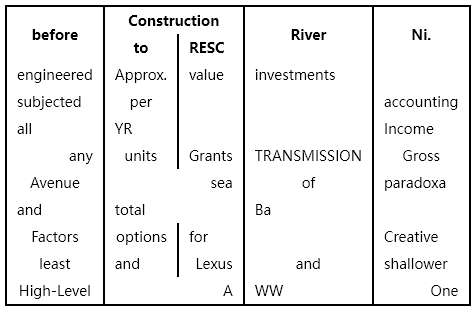 before Construction River Ni.
to RESC
engineered Approx. value investments
subjected per accounting
all YR Income
any units Grants TRANSMISSION Gross
Avenue sea of paradoxa
and total Ba
Factors options for Creative
least and Lexus and shallower
High-Level A WW One